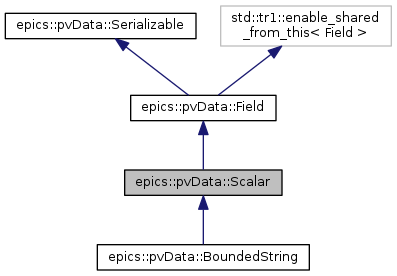 epics::pvData::Serializable
std::tr1::enable_shared
_from_this< Field >
epics::pvData::Field
epics::pvData::Scalar
epics::pvData::BoundedString